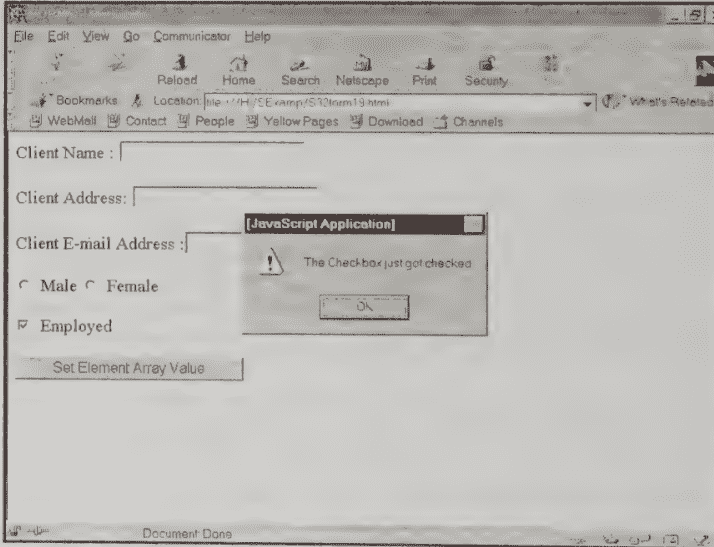 File Edit View Go Communicator Help
Reload Home Search Netscape Print Security
Bookmarks Location: What's Related
WebMail Contact People Yellow Pages Download Channels
Client Name :
Client Address:
[JavaScript Application]
Client E-mail Address :
The Checkbox just got checked
OK
Male Female
Employed
Set Element Array Value
Document Done